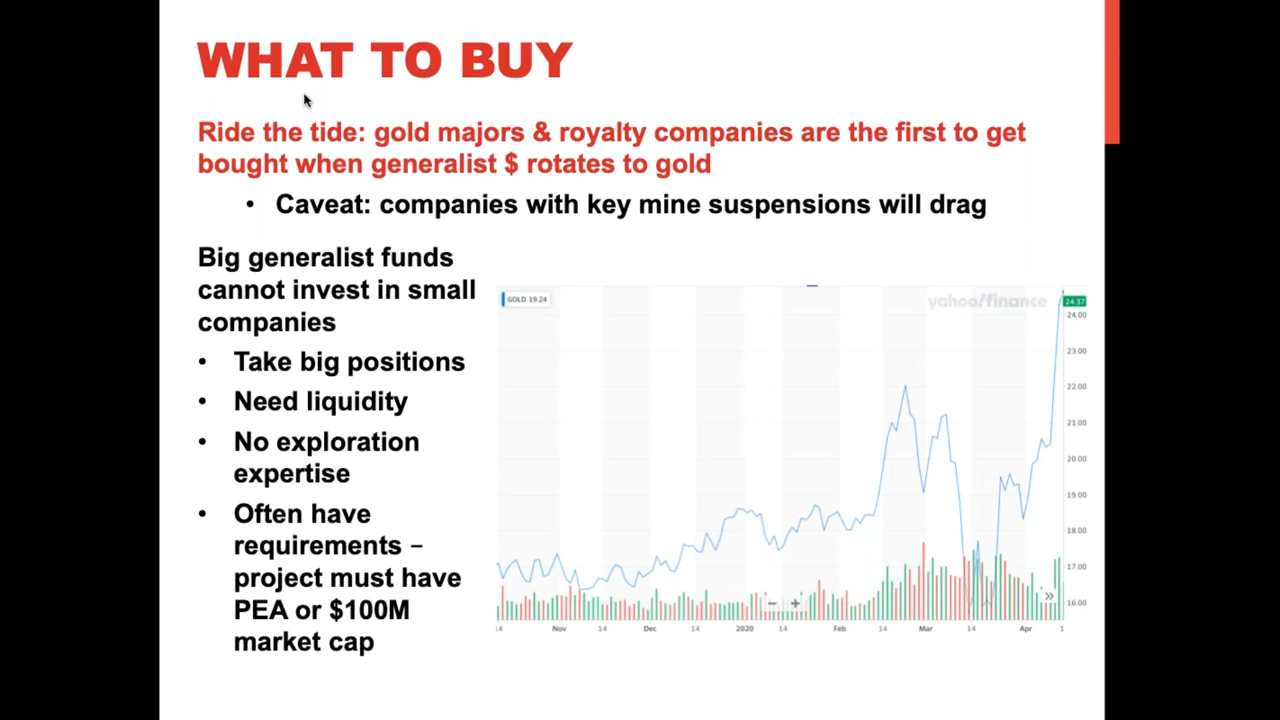 WHAT TO BUY
Ride the tide: gold majors & royalty companies are the first to get
bought when generalist $ rotates to gold
• Caveat: companies with key mine suspensions will drag
Big generalist funds
cannot invest in small
companies
• Take big positions
• Need liquidity
• No exploration
expertise
• Often have
requirements –
project must have
PEA or $100M
market cap
GOLD 19.24
yahoo!finance
24.37
24.00
23.00
22.00
21.00
20.00
19.00
18.00
17.00
16.00
− +
»
14 Nov 14 Dec 14 2020 14 Feb 14 Mar 14 Apr 1